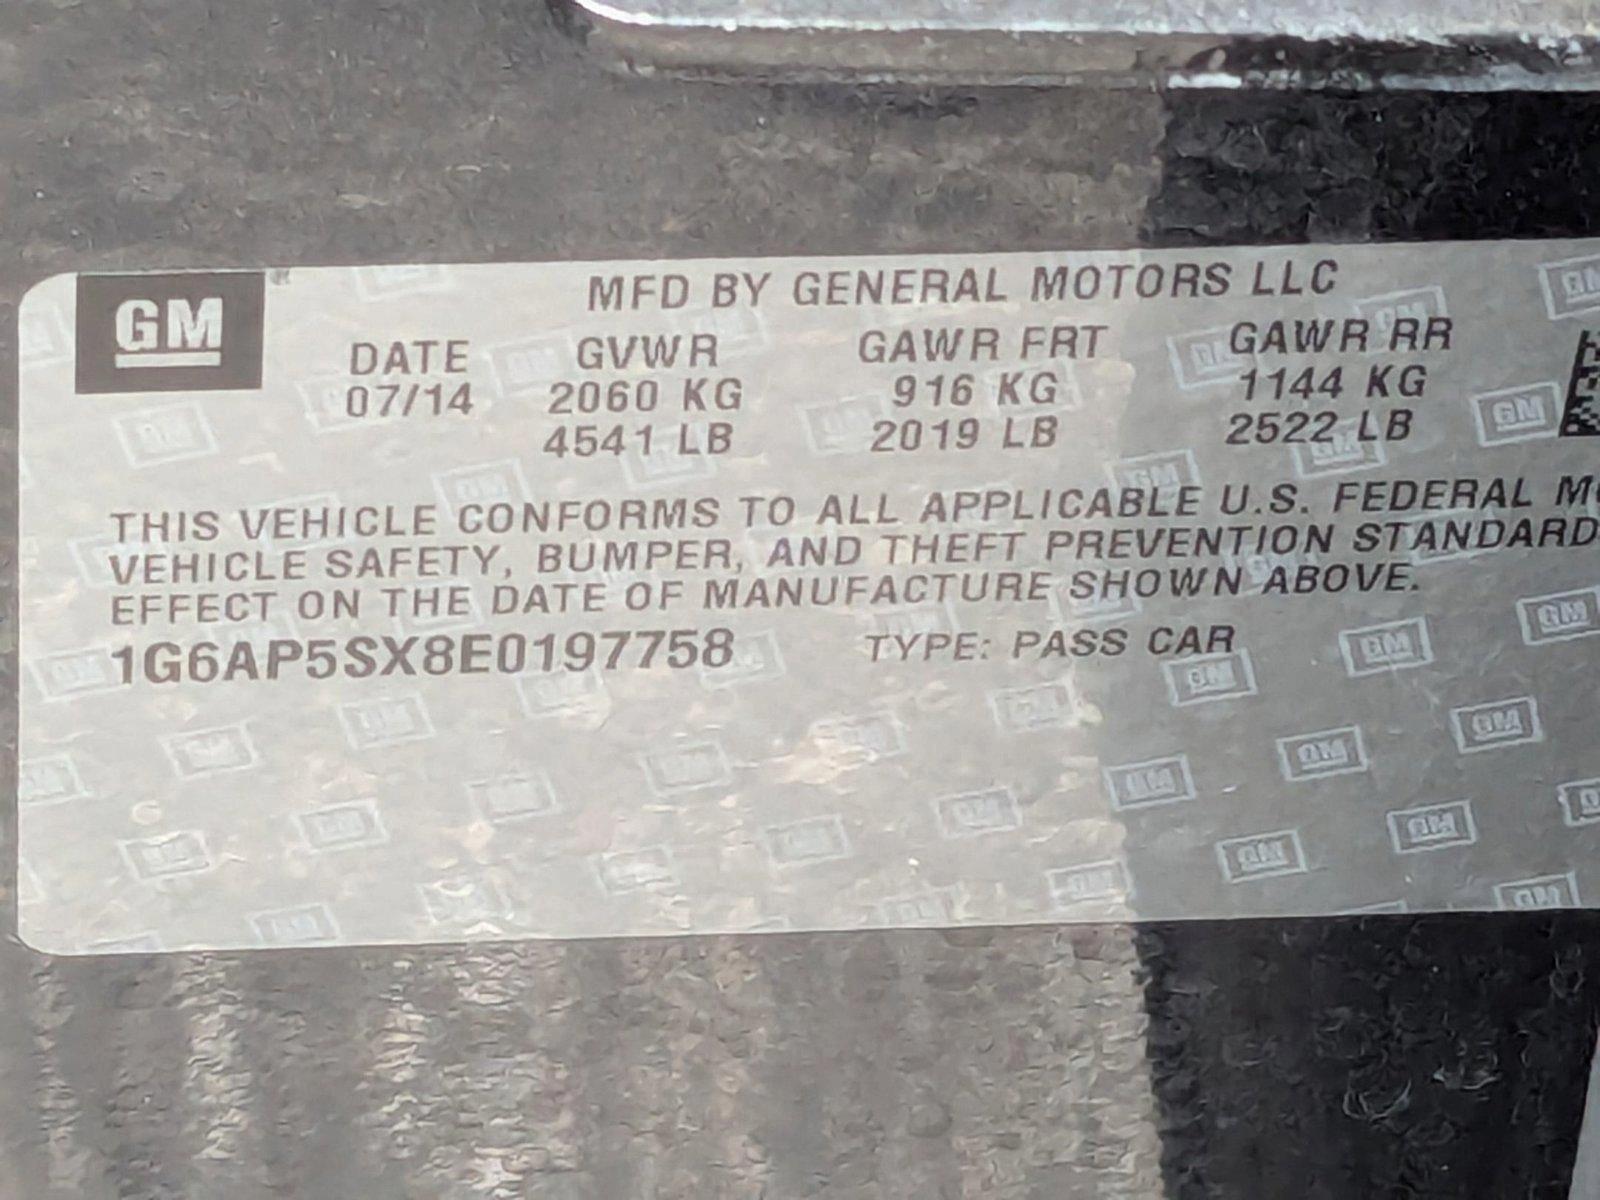 GM
MFD BY GENERAL MOTORS LLC
DATE GVWR GAWR FRT GAWR RR
07/14 2060 KG 916 KG 1144 KG
4541 LB 2019 LB 2522 LB
THIS VEHICLE CONFORMS TO ALL APPLICABLE U.S. FEDERAL
VEHICLE SAFETY, BUMPER, AND THEFT PREVENTION STANDARD
EFFECT ON THE DATE OF MANUFACTURE SHOWN ABOVE.
1G6AP5SX8E0197758 TYPE: PASS CAR